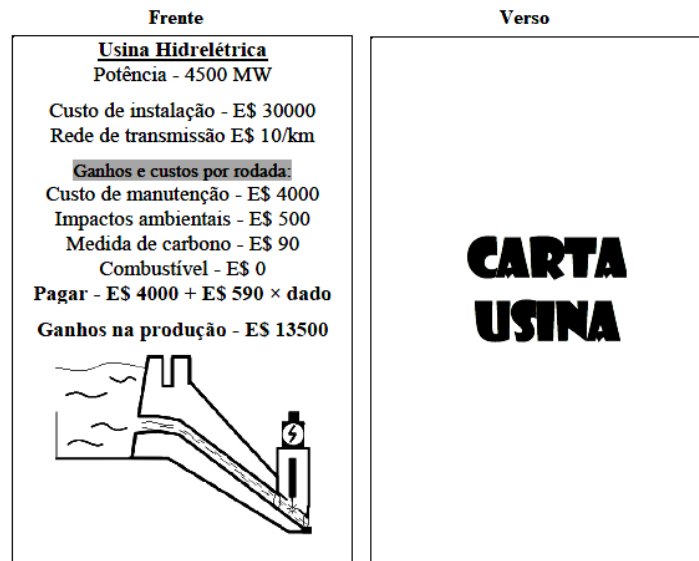 Frente
Verso
Usina Hidrelétrica
Potência - 4500 MW
Custo de instalação - E$ 30000
Rede de transmissão E$ 10/km
Ganhos e custos por rodada:
Custo de manutenção - E$ 4000
Impactos ambientais - E$ 500
Medida de carbono - E$ 90
Combustível - E$ 0
Pagar - E$ 4000 + E$ 590 × dado
Ganhos na produção - E$ 13500
CARTA
USINA